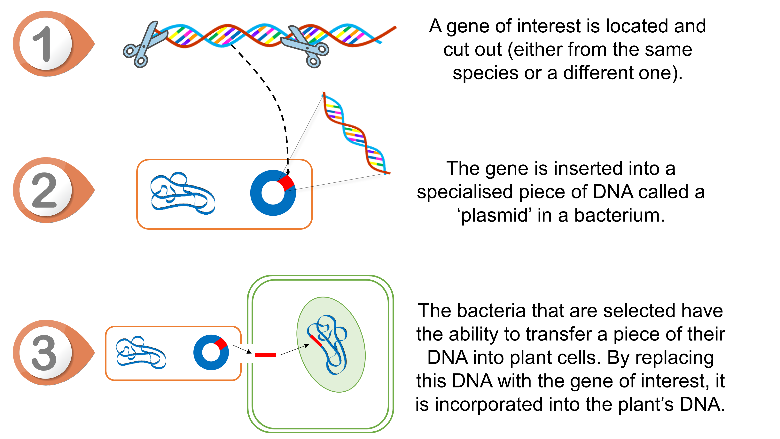 1
A gene of interest is located and
cut out (either from the same
species or a different one).
2
The gene is inserted into a
specialised piece of DNA called a
‘plasmid’ in a bacterium.
3
The bacteria that are selected have
the ability to transfer a piece of their
DNA into plant cells. By replacing
this DNA with the gene of interest, it
is incorporated into the plant’s DNA.